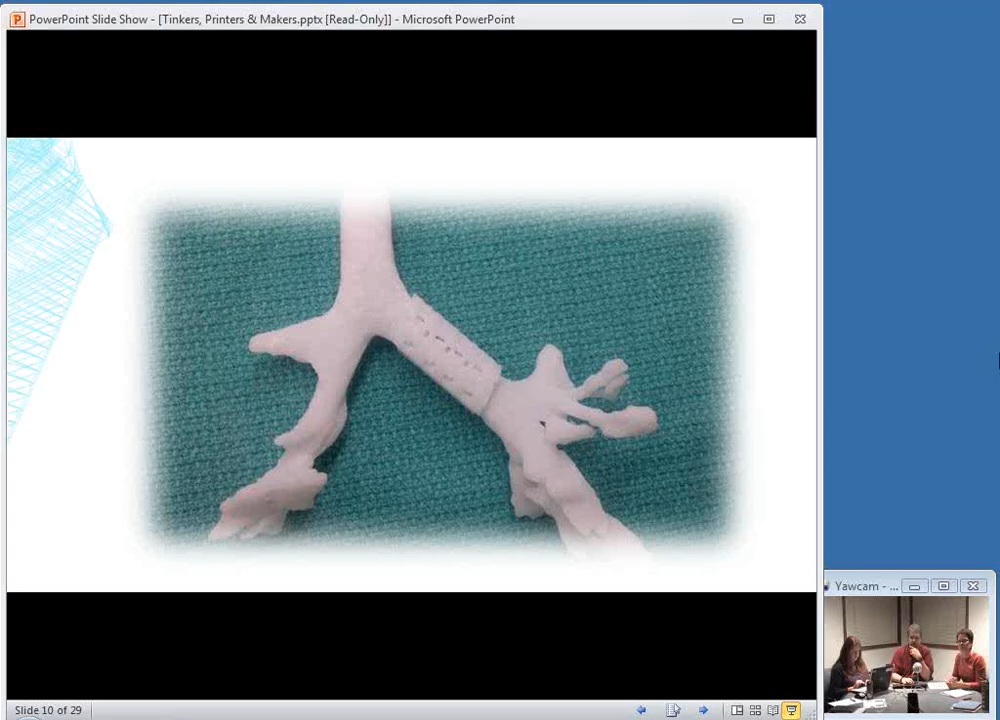 PowerPoint Slide Show - [Tinkers, Printers & Makers.pptx [Read-Only]] - Microsoft PowerPoint
Yawcam - ...
Slide 10 of 29